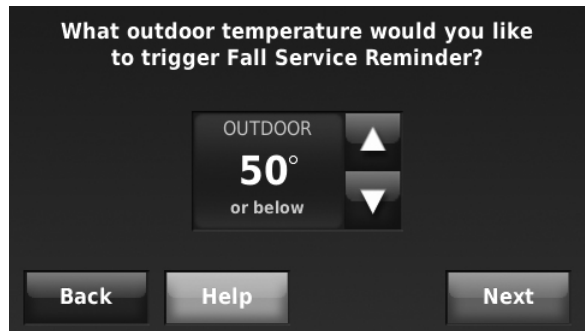 What outdoor temperature would you like
to trigger Fall Service Reminder?
OUTDOOR
50°
or below
Back
Help
Next